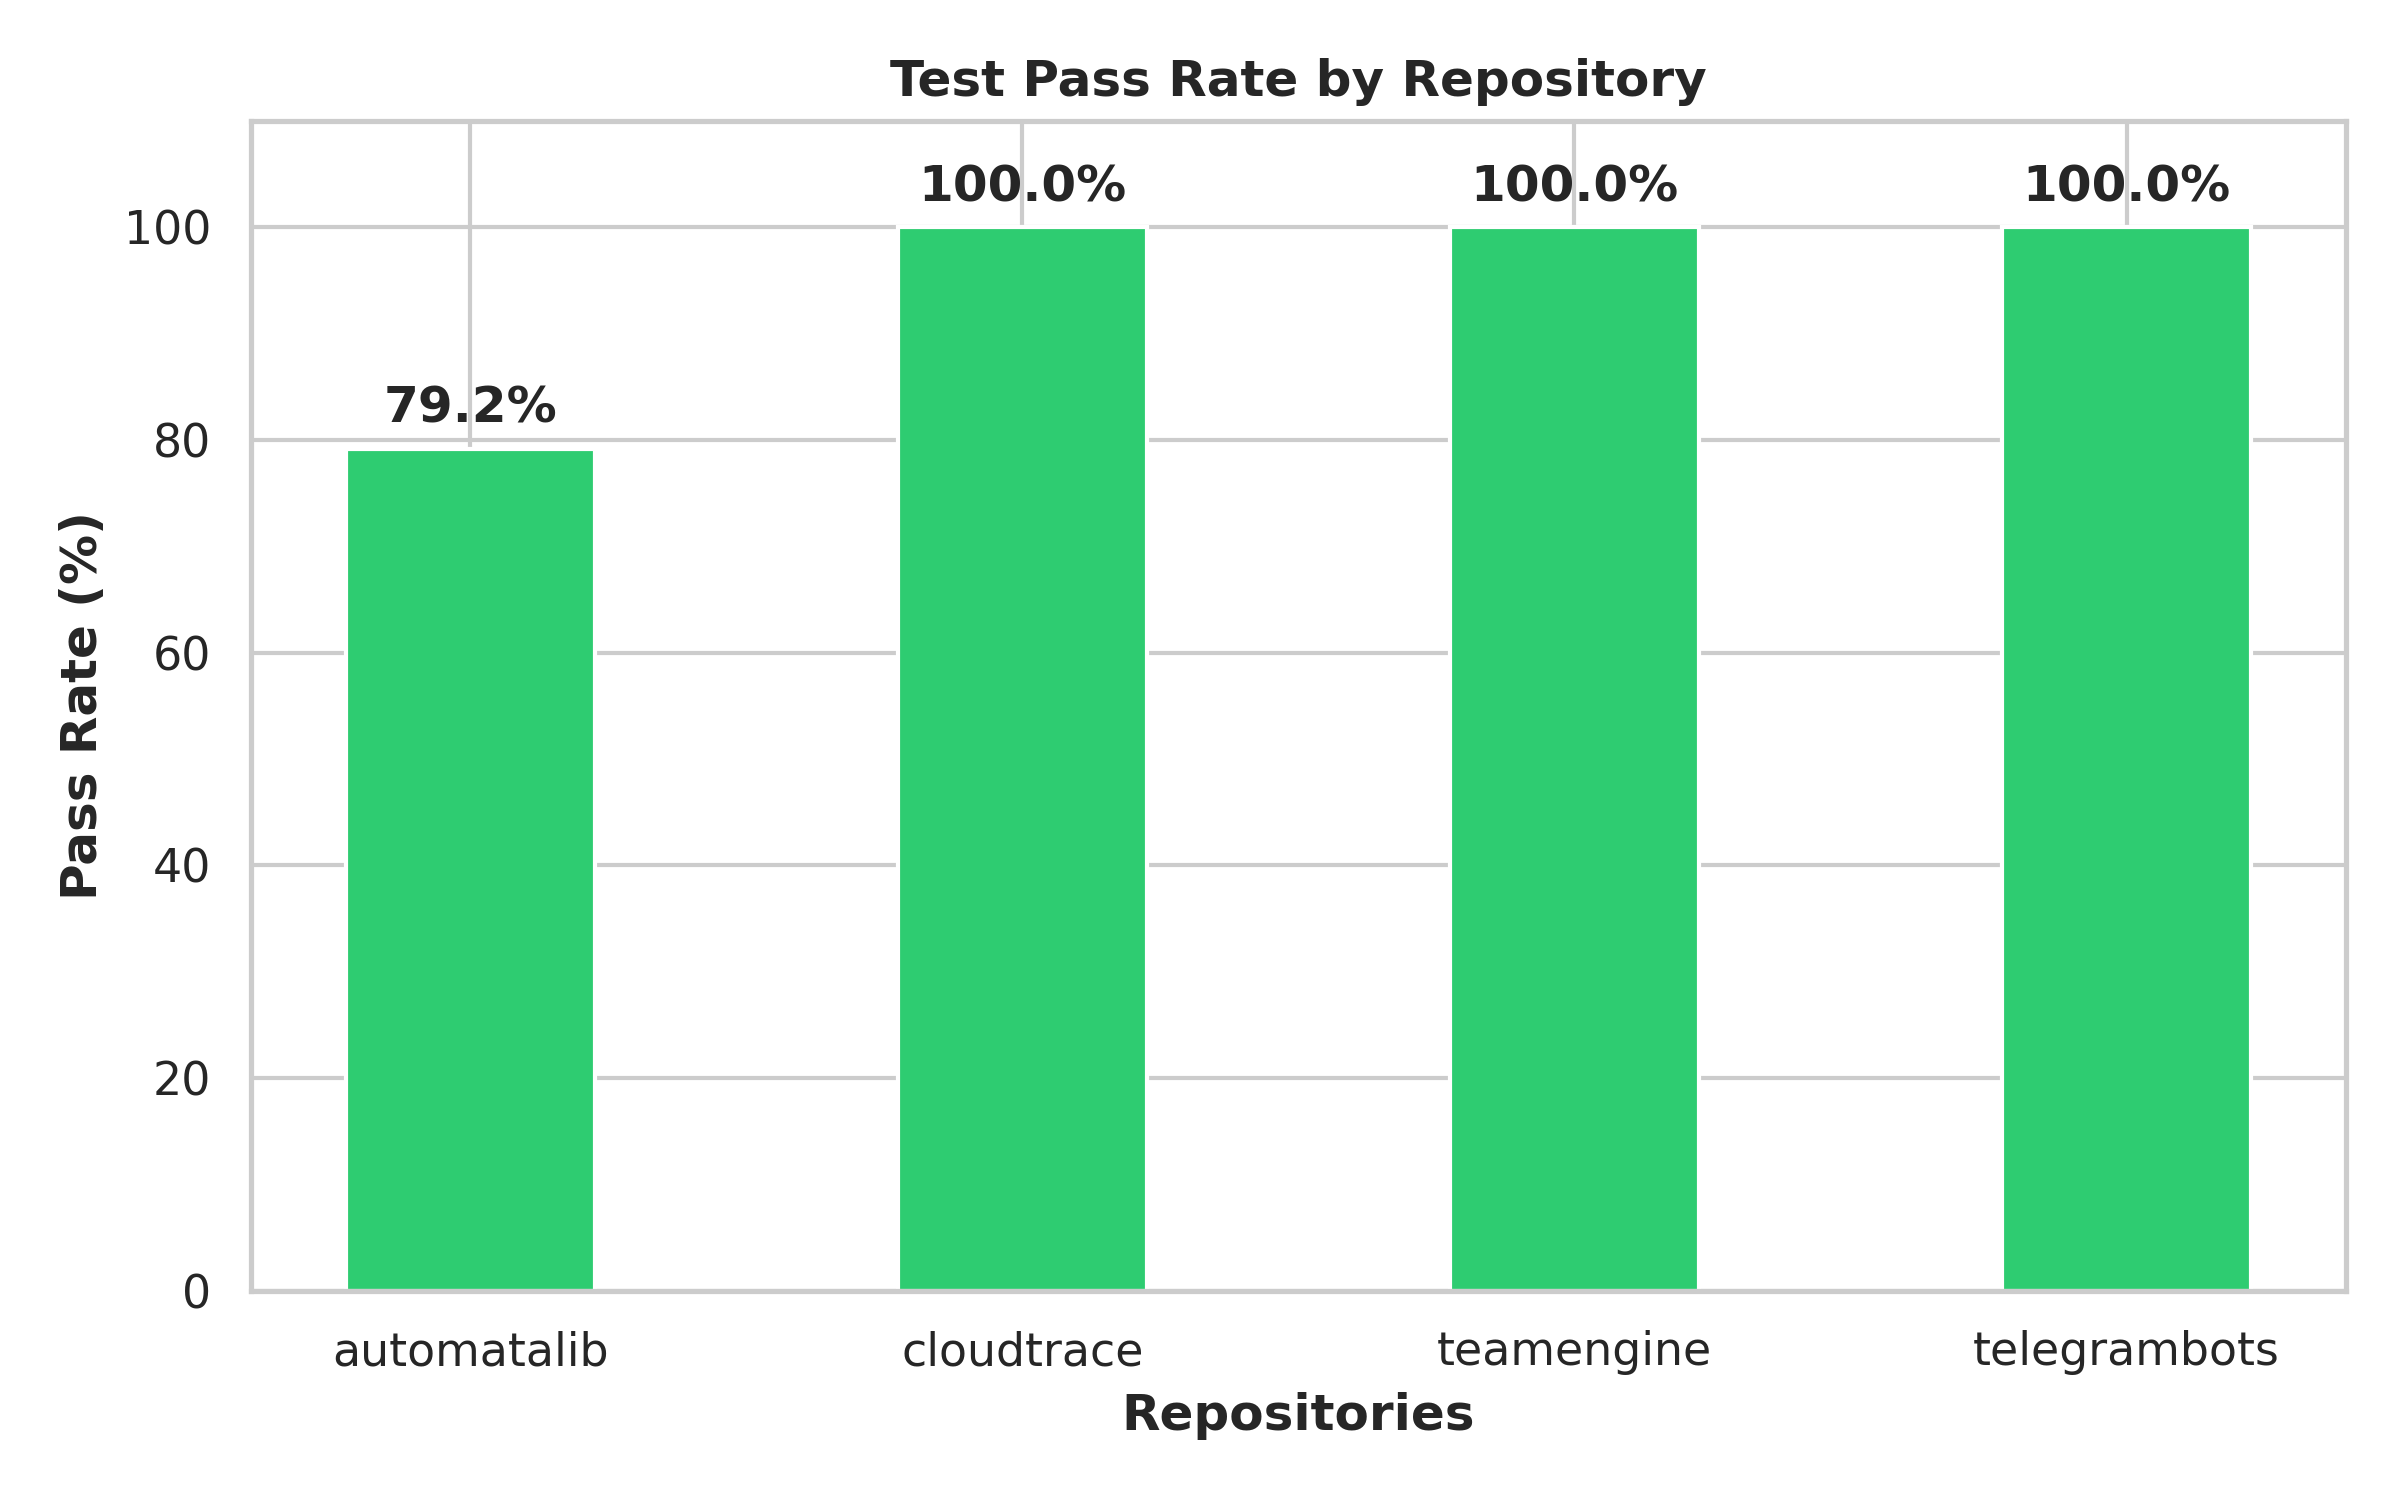 Test Pass Rate by Repository
100.0% 100.0% 100.0%
79.2%
Pass Rate (%)
100
80
60
40
20
0
automatalib cloudtrace teamengine telegrambots
Repositories